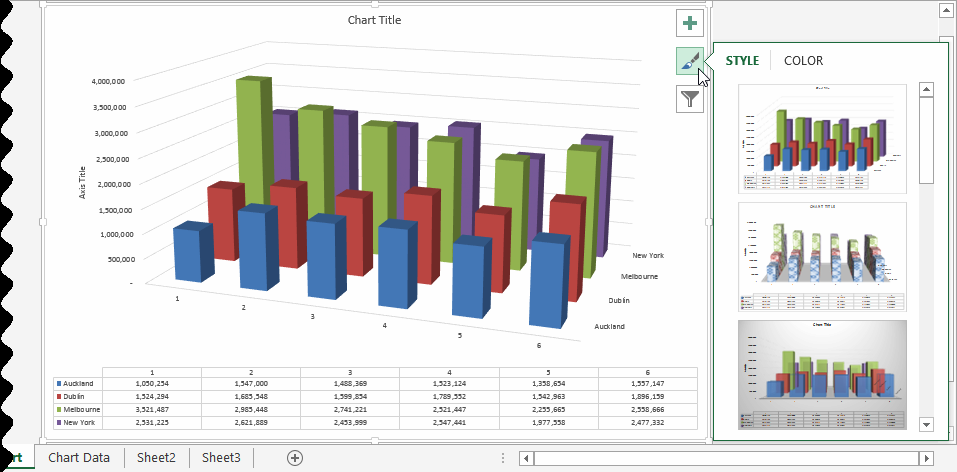 Chart Title
STYLE COLOR
4,000,000
3,500,000
3,000,000
2,500,000
2,000,000
1,500,000
1,000,000
500,000
-
Axis Title
New York
Melbourne
Dublin
Auckland
1 2 3 4 5 6
1 2 3 4 5 6
Auckland 1,050,254 1,547,000 1,488,369 1,523,124 1,358,654 1,557,147
Dublin 1,524,294 1,685,548 1,599,854 1,789,552 1,542,963 1,896,159
Melbourne 3,521,487 2,985,448 2,741,221 2,521,447 2,255,665 2,558,666
New York 2,531,225 2,621,889 2,453,999 2,547,441 1,977,558 2,477,332
CHART TITLE
Chart Title
rt Chart Data Sheet2 Sheet3